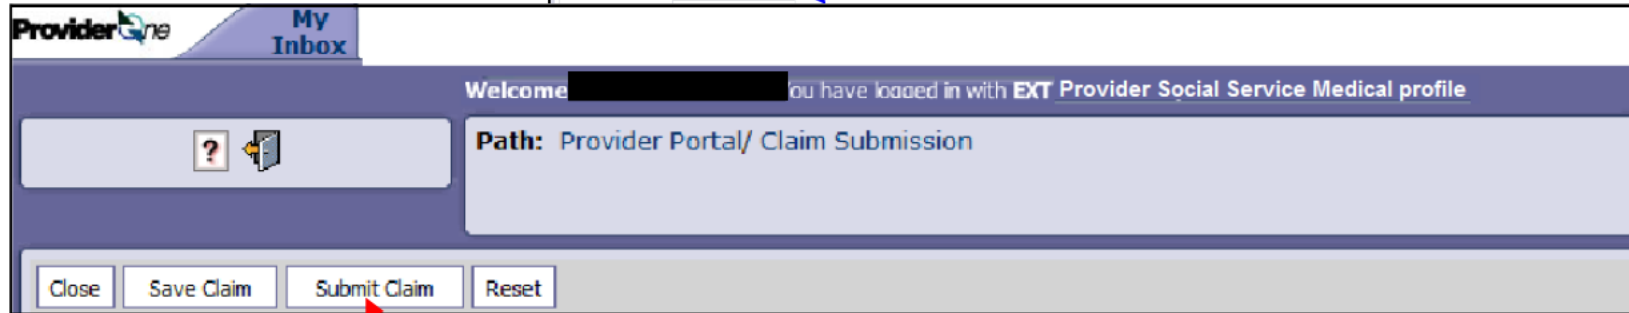 ProviderOne
My
Inbox
Welcome ou have logged in with EXT Provider Social Service Medical profile
?
Path: Provider Portal/ Claim Submission
Close Save Claim Submit Claim Reset